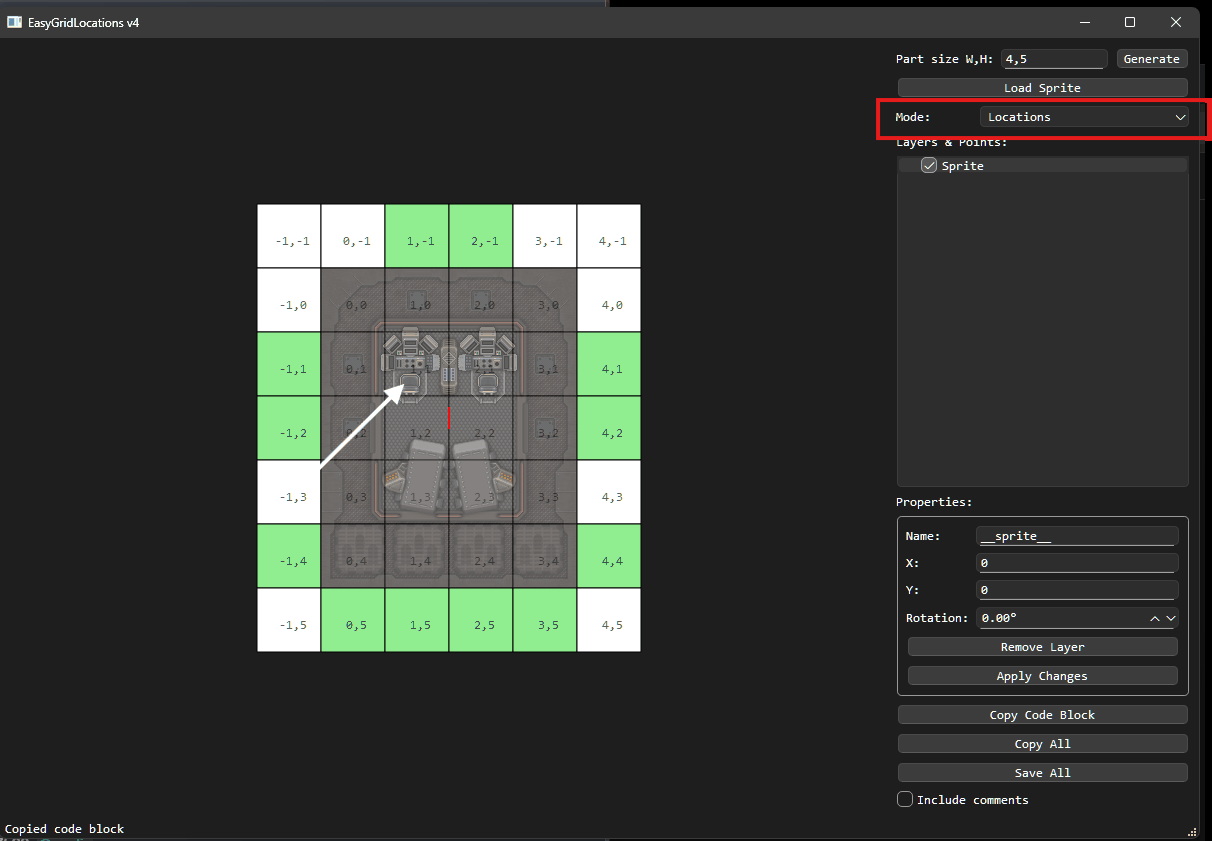 EasyGridLocations v4
Part size W,H: 4,5 Generate
Load Sprite
Mode: Locations
Layers & Points:
Sprite
-1,-1 0,-1 1,-1 2,-1 3,-1 4,-1
-1,0 0,0 1,0 2,0 3,0 4,0
-1,1 0,1 3,1 4,1
-1,2 0,2 1,2 2,2 3,2 4,2
-1,3 0,3 1,3 2,3 3,3 4,3
-1,4 0,4 1,4 2,4 3,4 4,4
-1,5 0,5 1,5 2,5 3,5 4,5
Properties:
Name: __sprite__
X: 0
Y: 0
Rotation: 0.00°
Remove Layer
Apply Changes
Copy Code Block
Copy All
Save All
Include comments
Copied code block